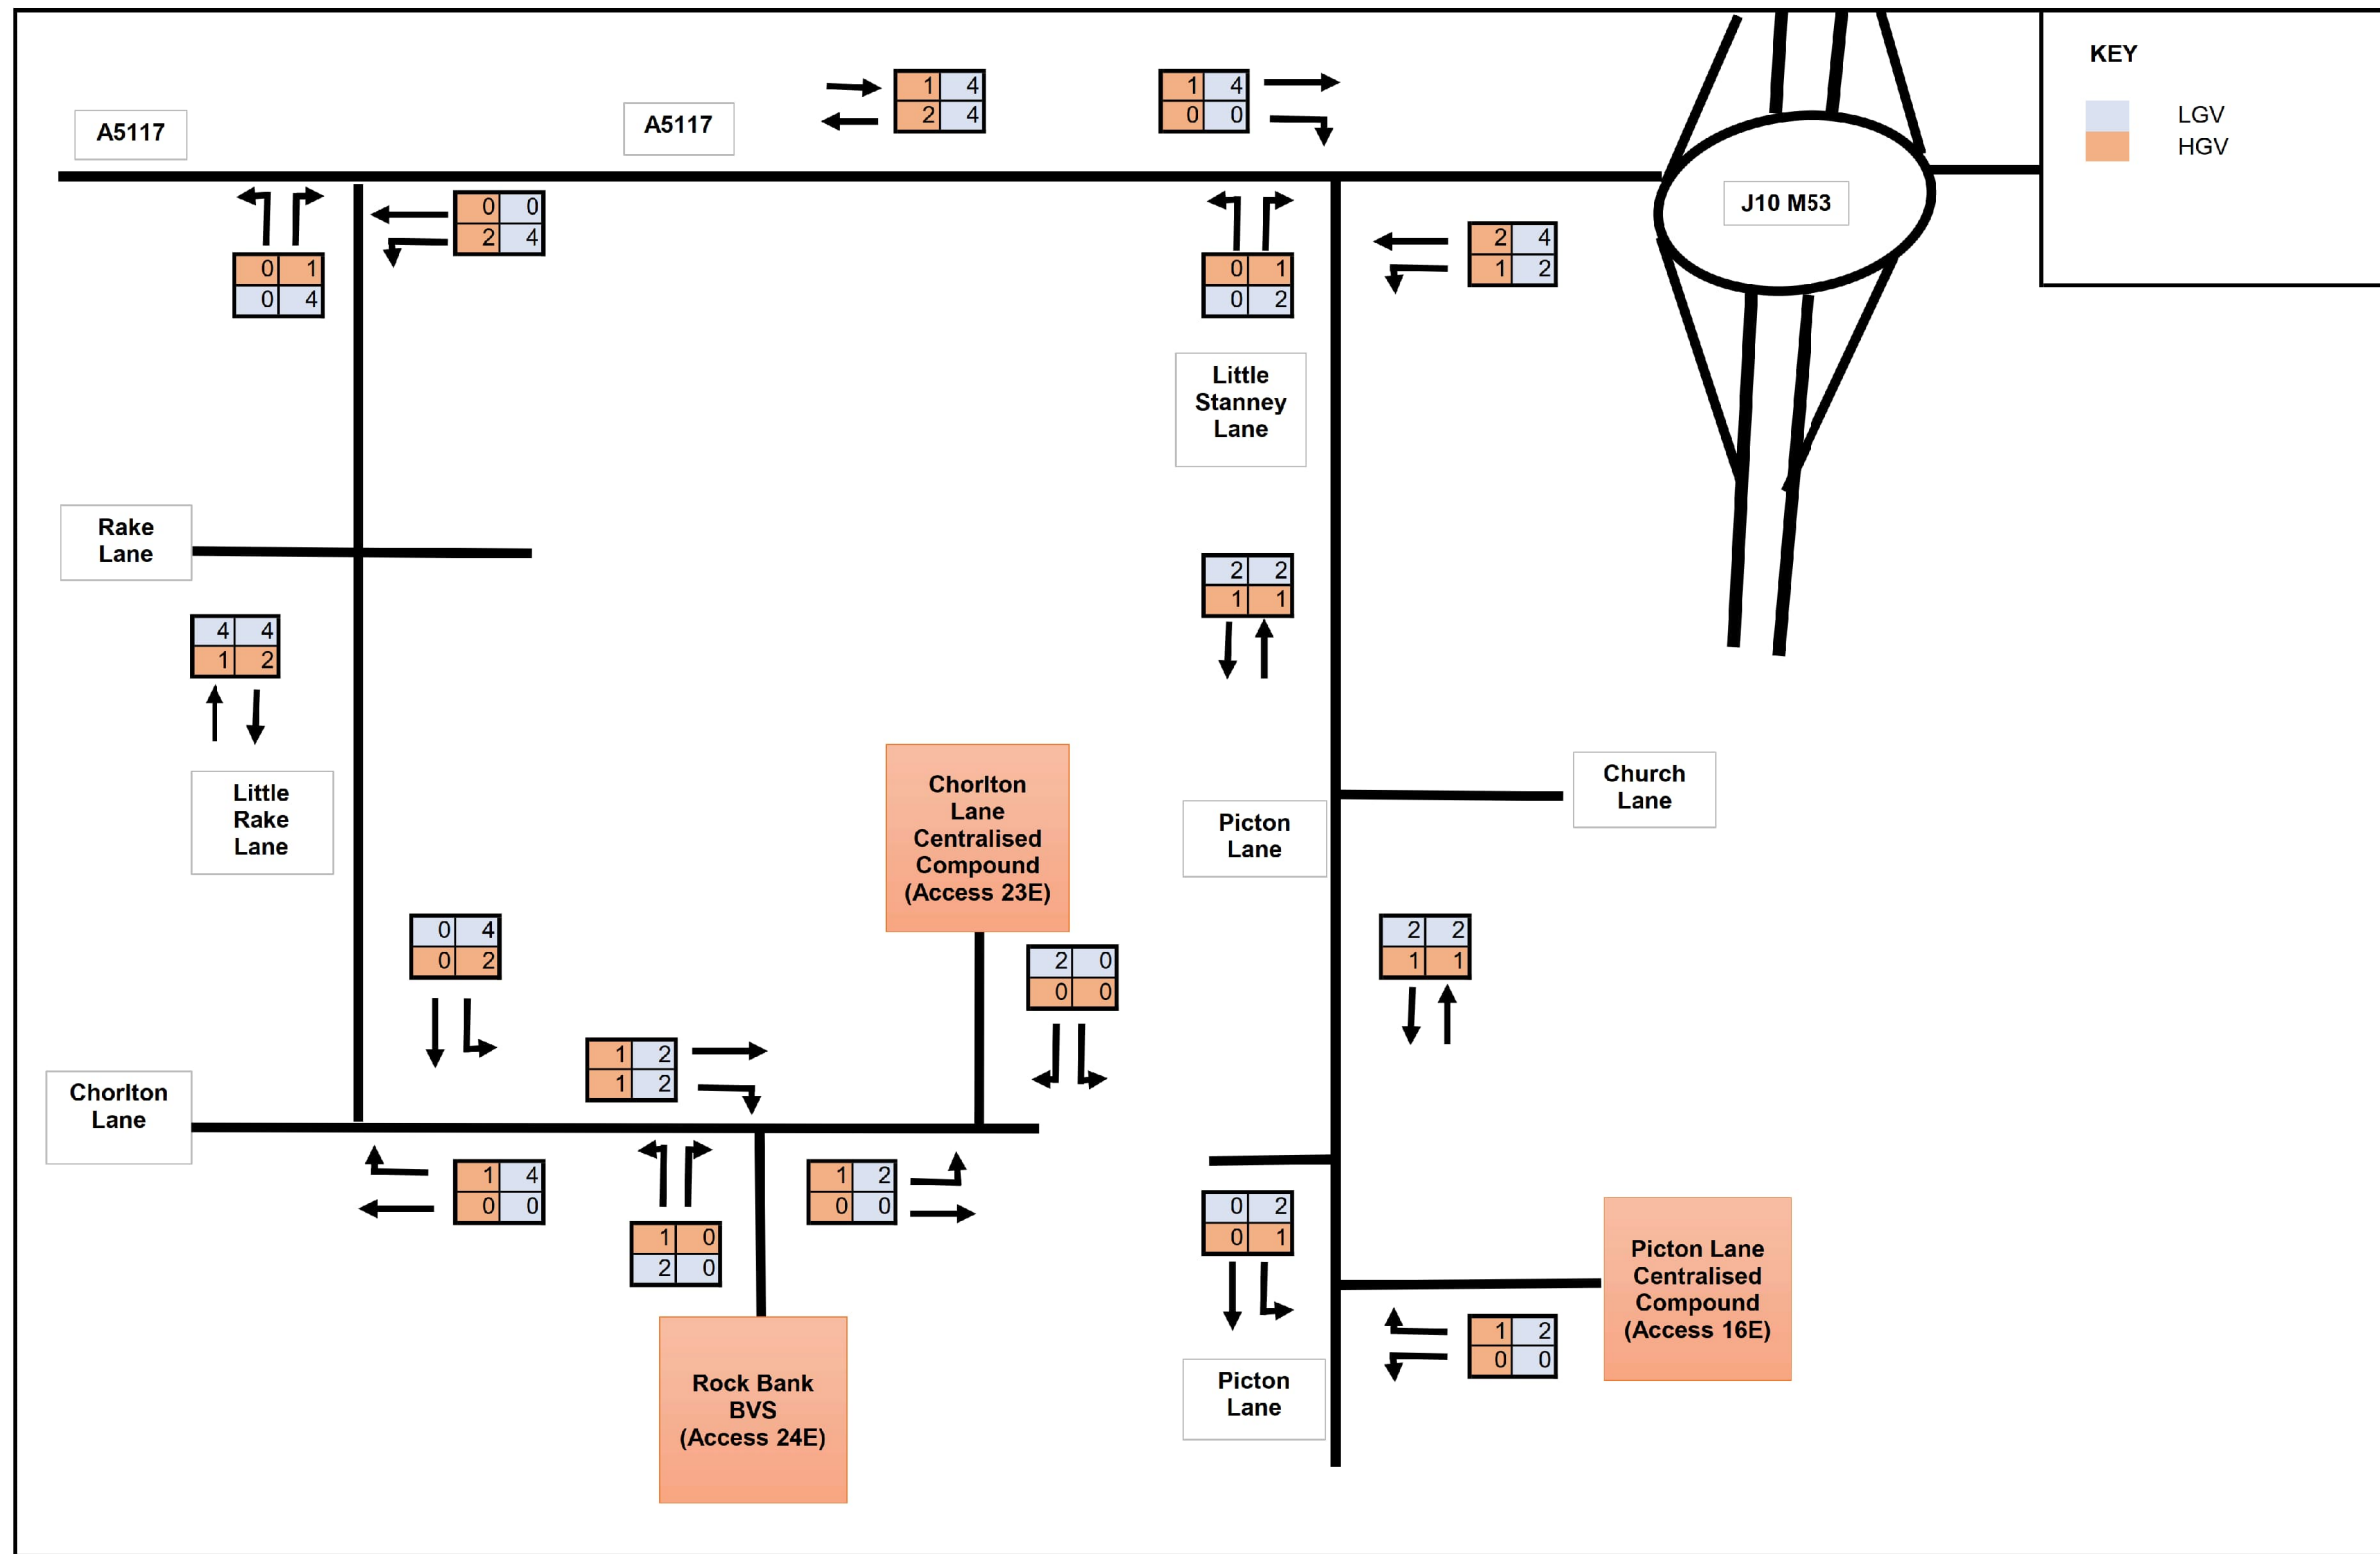 KEY
LGV
HGV
1 4
2 4
1 4
0 0
A5117
A5117
J10 M53
0 0
2 4
0 1
0 4
0 1
0 2
2 4
1 2
Little
Stanney
Lane
Rake
Lane
2 2
1 1
4 4
1 2
Little
Rake
Lane
Chorlton
Lane
Centralised
Compound
(Access 23E)
Picton
Lane
Church
Lane
0 4
0 2
2 0
0 0
2 2
1 1
1 2
1 2
Chorlton
Lane
1 4
0 0
1 0
2 0
1 2
0 0
0 2
0 1
Picton Lane
Centralised
Compound
(Access 16E)
1 2
0 0
Rock Bank
BVS
(Access 24E)
Picton
Lane